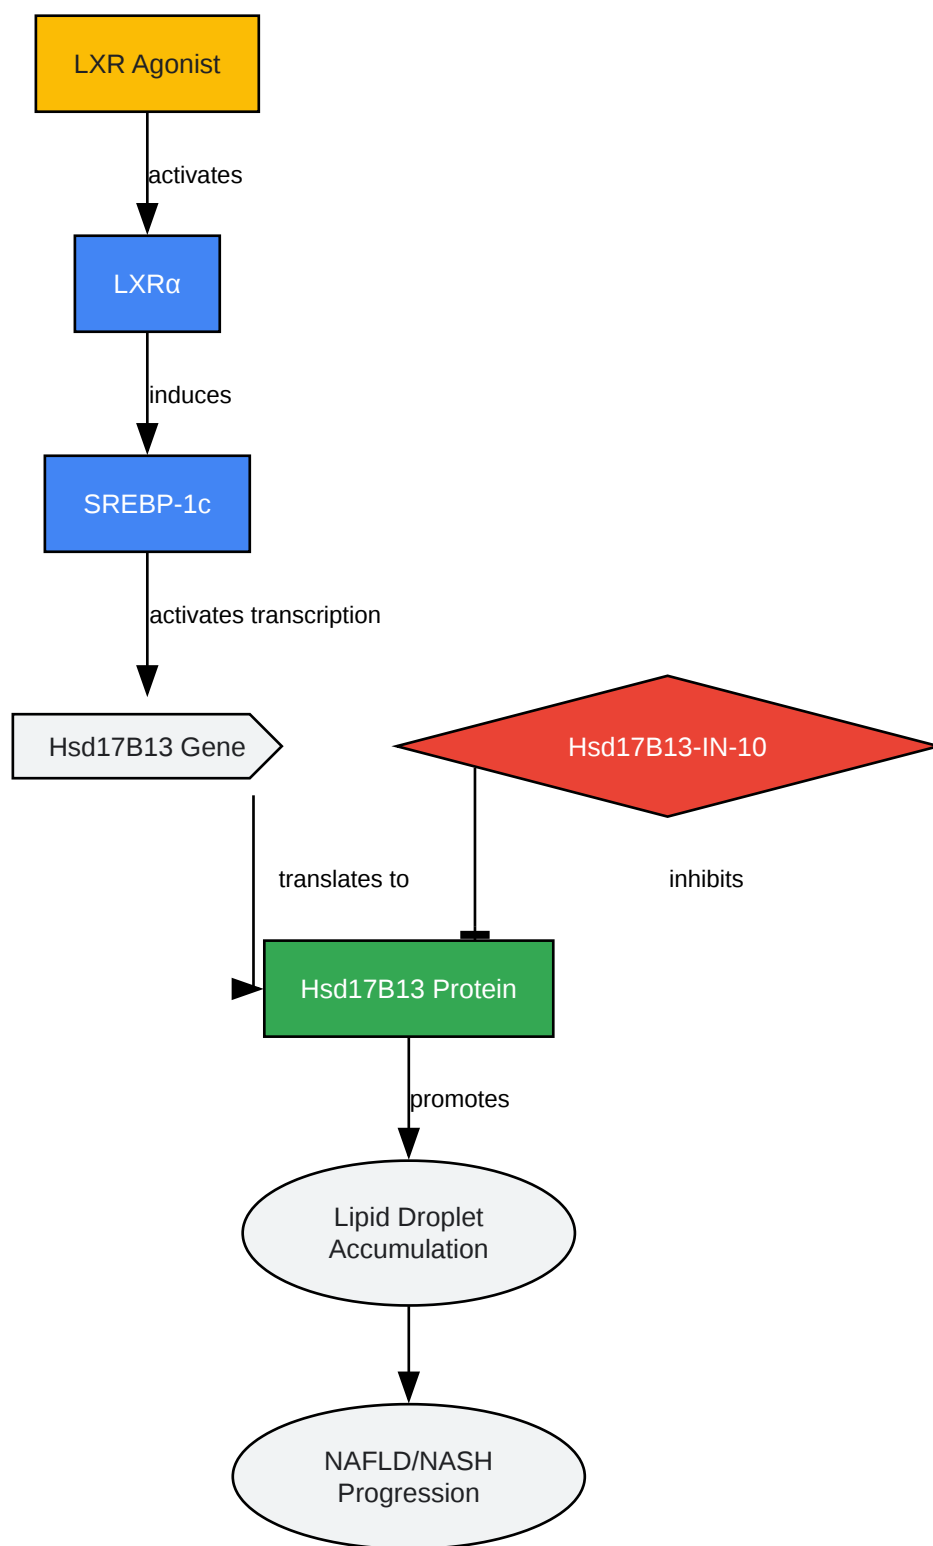 LXR Agonist
activates
LXRα
induces
SREBP-1c
activates transcription
Hsd17B13 Gene
Hsd17B13-IN-10
translates to
inhibits
Hsd17B13 Protein
promotes
Lipid Droplet
Accumulation
NAFLD/NASH
Progression